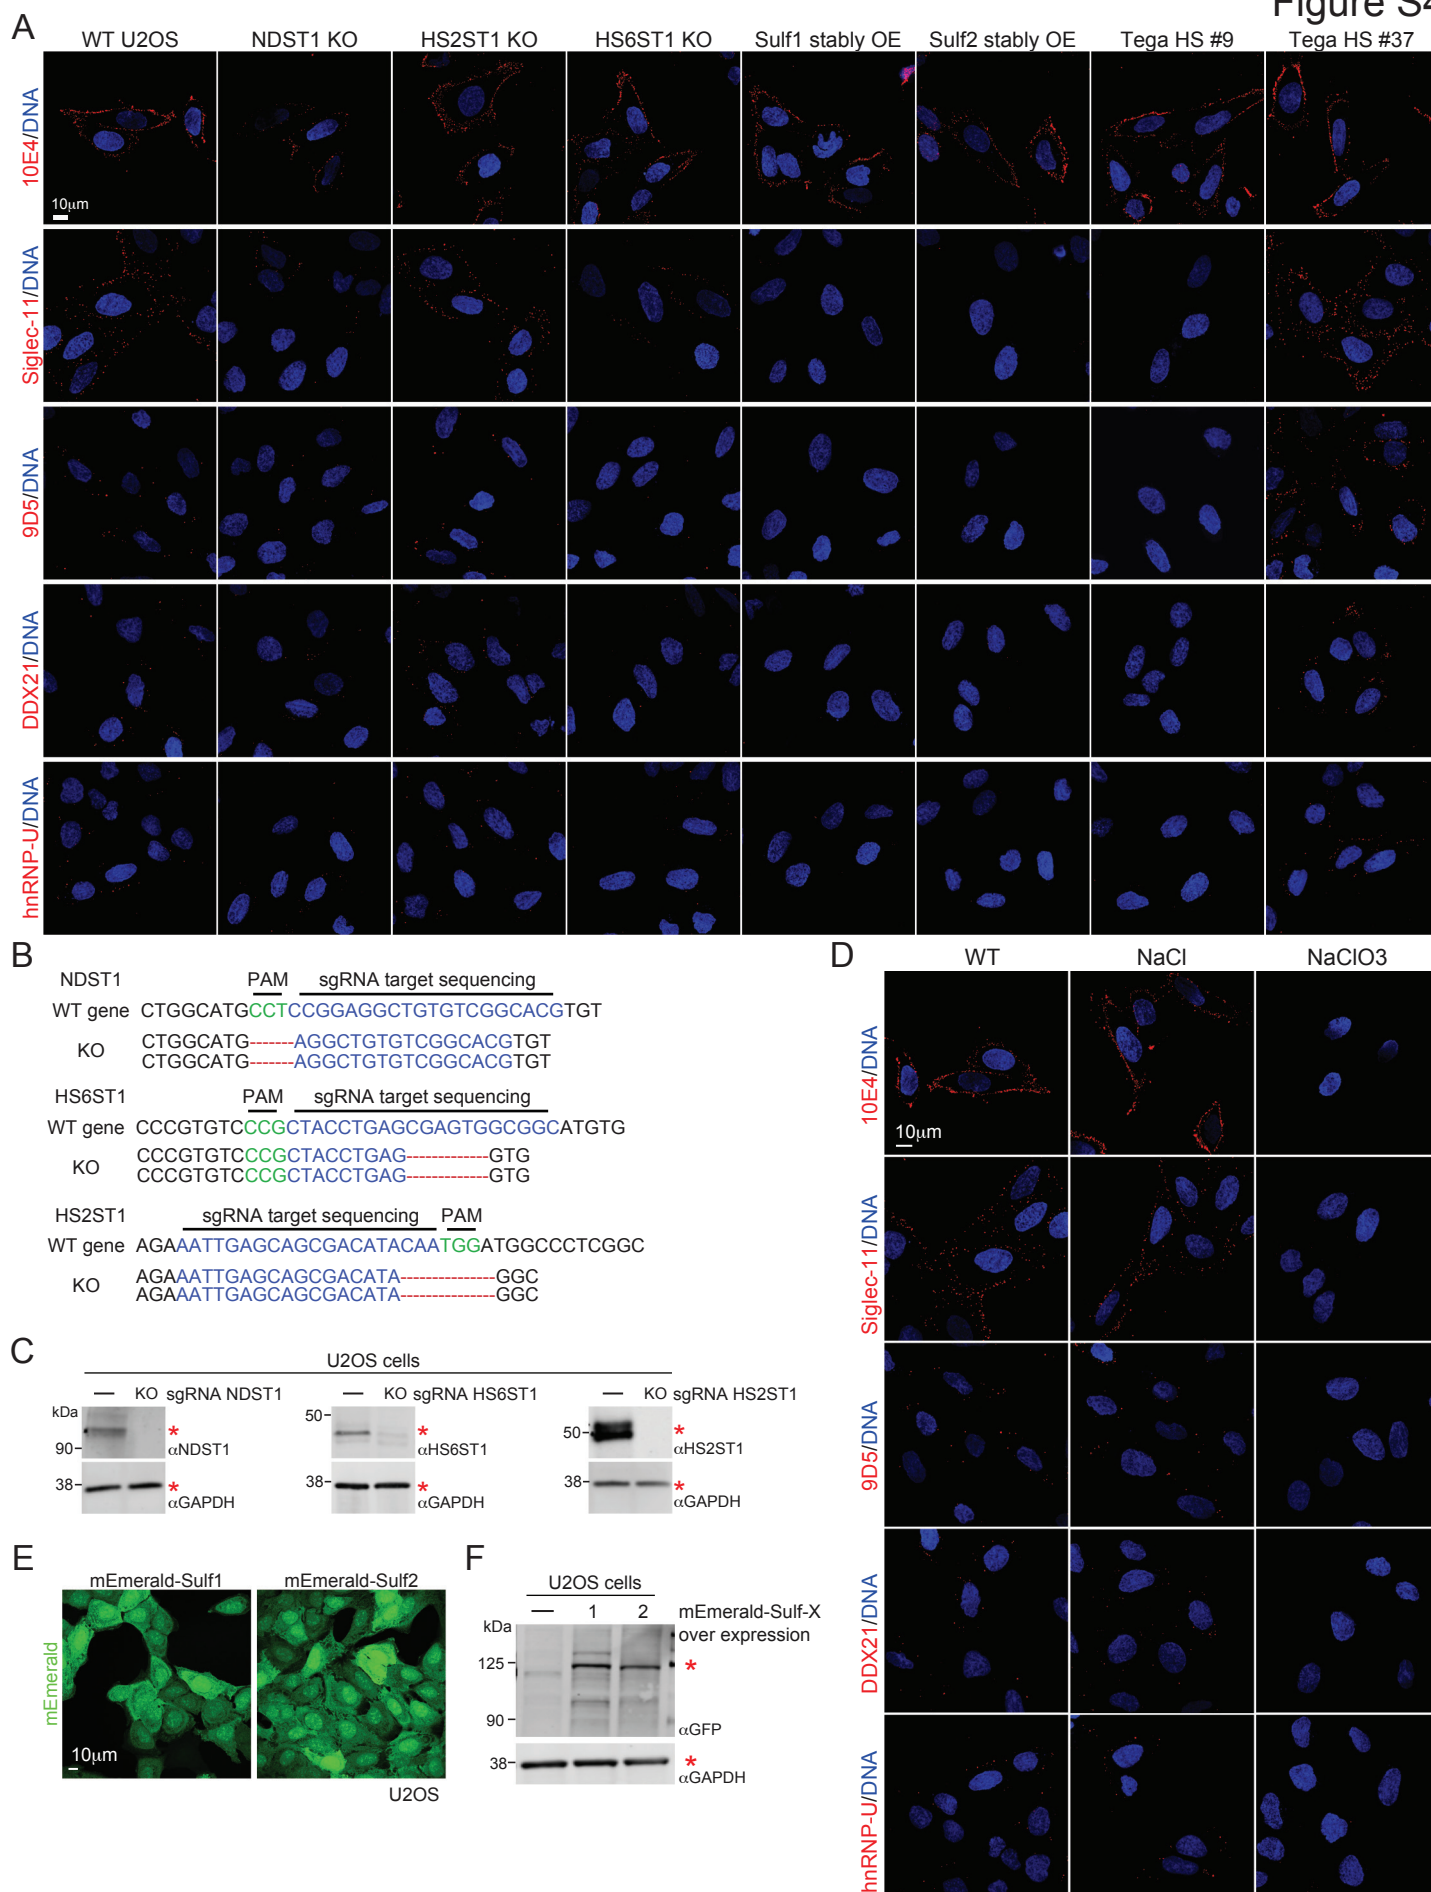 Figure S4
A
WT U2OS
NDST1 KO
HS2ST1 KO
HS6ST1 KO
Sulf1 stably OE
Sulf2 stably OE
Tega HS #9
Tega HS #37
10E4/DNA
10μm
Siglec-11/DNA
9D5/DNA
DDX21/DNA
hnRNP-U/DNA
B
NDST1 PAM sgRNA target sequencing
WT gene CTGGCATGCCTCCGGAGGCTGTGTCGGCACGTGT
KO
CTGGCATG-------AGGCTGTGTCGGCACGTGT
CTGGCATG-------AGGCTGTGTCGGCACGTGT
HS6ST1 PAM sgRNA target sequencing
WT gene CCCGTGTCCCGCTACCTGAGCGAGTGGCGGCATGTG
KO
CCCGTGTCCCGCTACCTGAG-------------GTG
CCCGTGTCCCGCTACCTGAG-------------GTG
HS2ST1 sgRNA target sequencing PAM
WT gene AGAAATTGAGCAGCGACATACAATGGATGGCCCTCGGC
KO
AGAAATTGAGCAGCGACATA---------------GGC
AGAAATTGAGCAGCGACATA---------------GGC
C
U2OS cells
— KO sgRNA NDST1
kDa
90
*
αNDST1
38
*
αGAPDH
— KO sgRNA HS6ST1
50
*
αHS6ST1
38
*
αGAPDH
— KO sgRNA HS2ST1
50
*
αHS2ST1
38
*
αGAPDH
D
WT
NaCl
NaClO3
10E4/DNA
10μm
Siglec-11/DNA
9D5/DNA
DDX21/DNA
hnRNP-U/DNA
E
mEmerald-Sulf1
mEmerald-Sulf2
mEmerald
10μm
U2OS
F
U2OS cells
— 1 2 mEmerald-Sulf-X
over expression
kDa
125
*
90
αGFP
38
*
αGAPDH